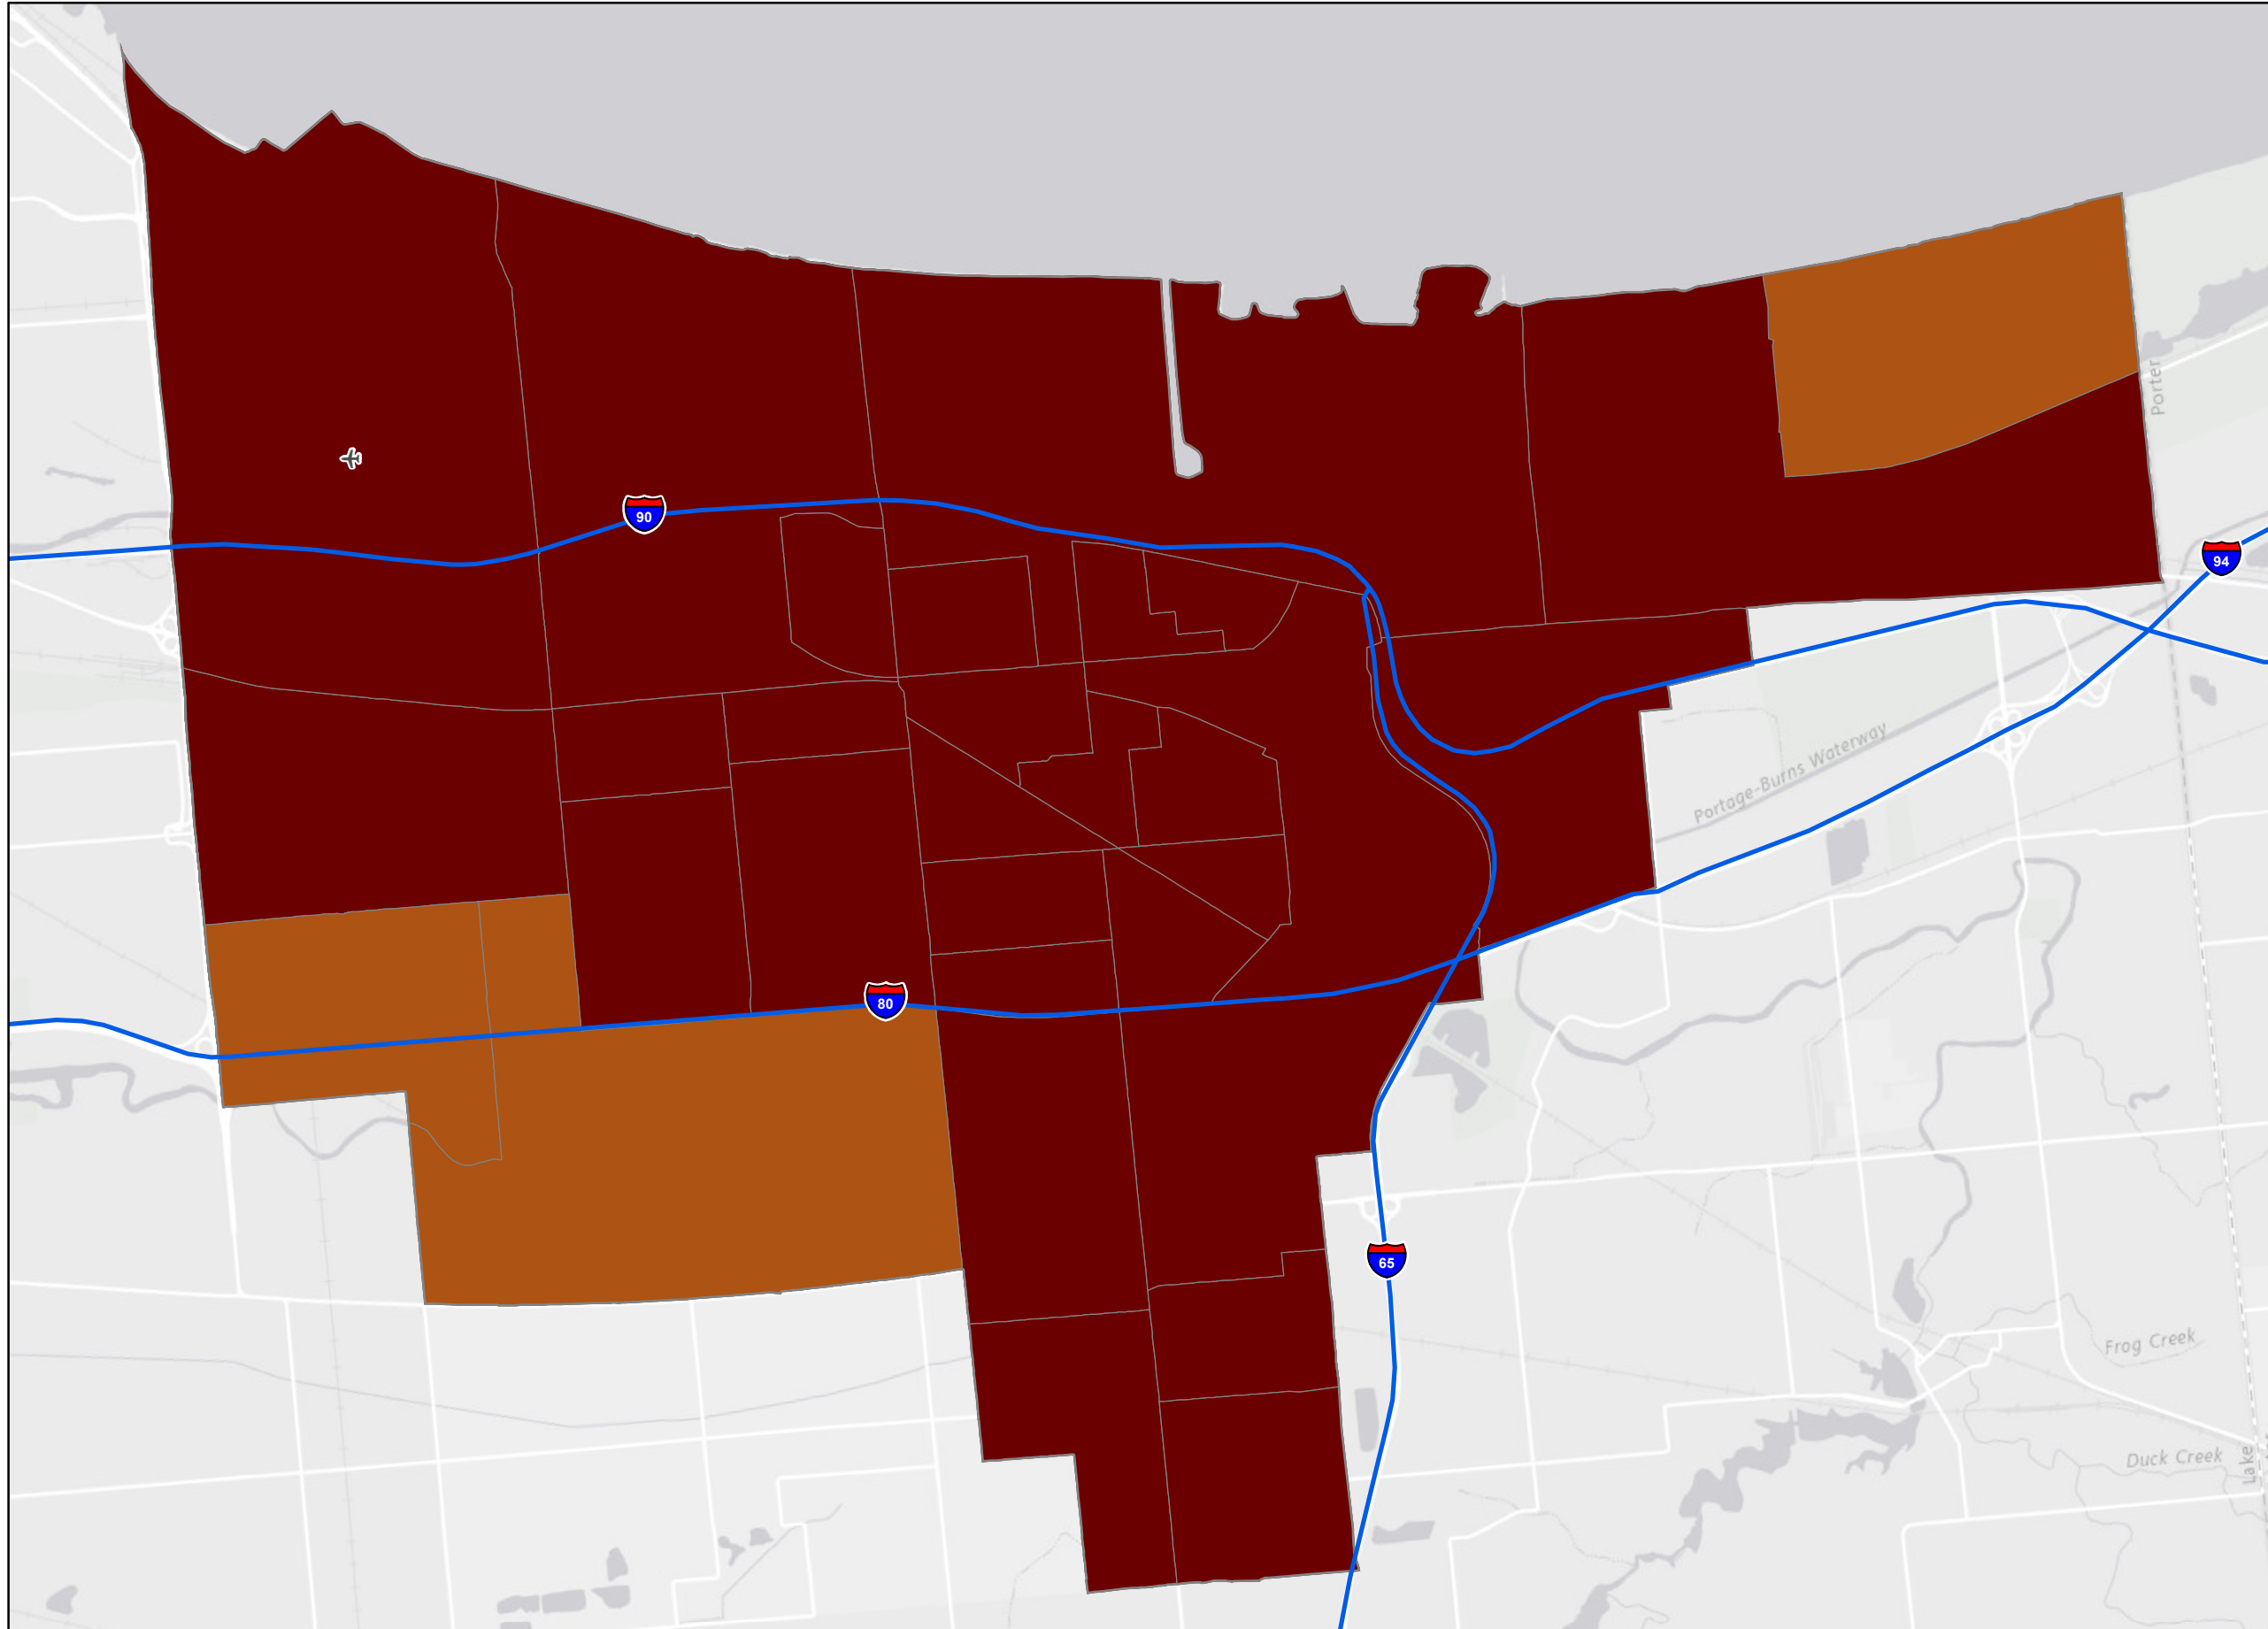 Porter
90
94
Portage-Burns Waterway
80
65
Frog Creek
Duck Creek
Lake